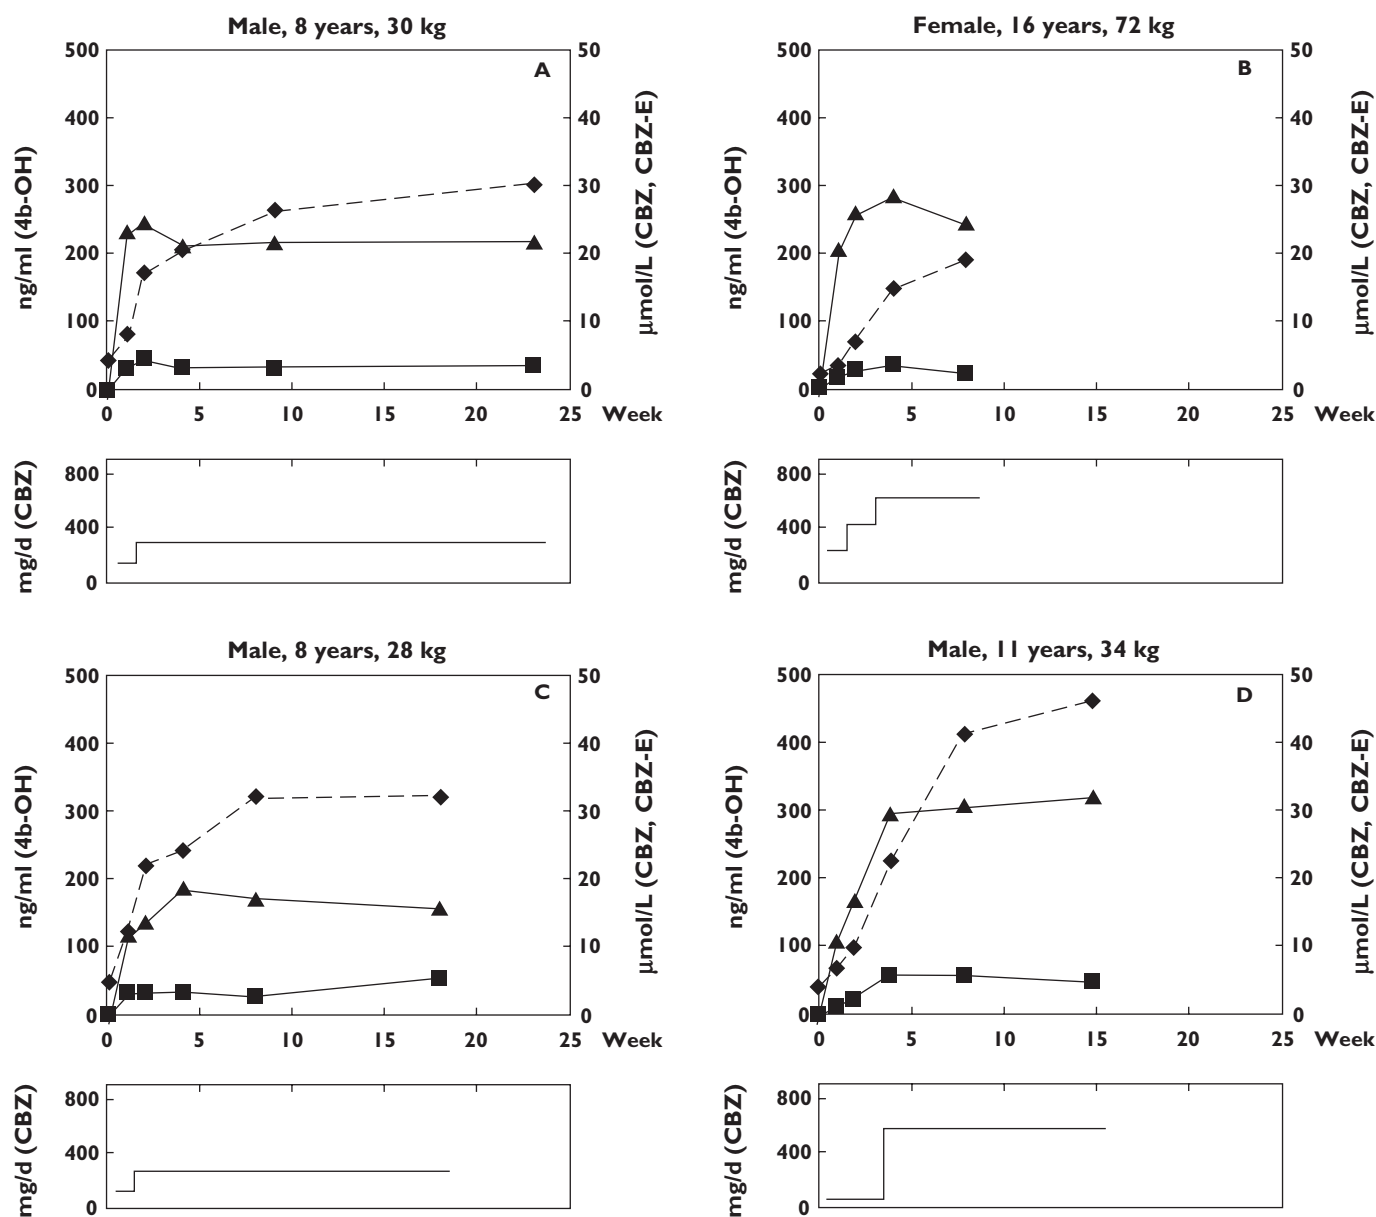 Male, 8 years, 30 kg
A
500
400
300
200
100
0
ng/ml (4b-OH)
50
40
30
20
10
0
µmol/L (CBZ, CBZ-E)
0 5 10 15 20 25 Week
800
400
0
mg/d (CBZ)
Female, 16 years, 72 kg
B
500
400
300
200
100
0
ng/ml (4b-OH)
50
40
30
20
10
0
µmol/L (CBZ, CBZ-E)
0 5 10 15 20 25 Week
800
400
0
mg/d (CBZ)
Male, 8 years, 28 kg
C
500
400
300
200
100
0
ng/ml (4b-OH)
50
40
30
20
10
0
µmol/L (CBZ, CBZ-E)
0 5 10 15 20 25 Week
800
400
0
mg/d (CBZ)
Male, 11 years, 34 kg
D
500
400
300
200
100
0
ng/ml (4b-OH)
50
40
30
20
10
0
µmol/L (CBZ, CBZ-E)
0 5 10 15 20 25 Week
800
400
0
mg/d (CBZ)